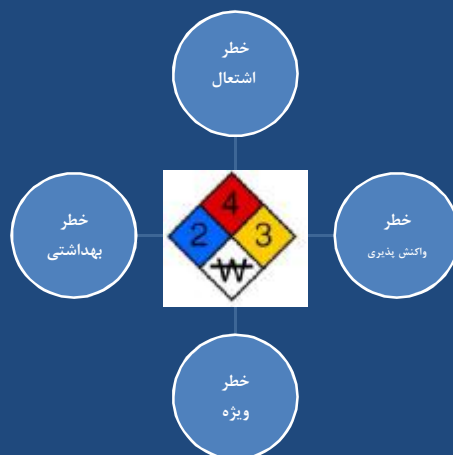 خطر
اشتعال
خطر
واکنش پذیری
4
2
3
W
خطر
بهداشتی
خطر
ویژه